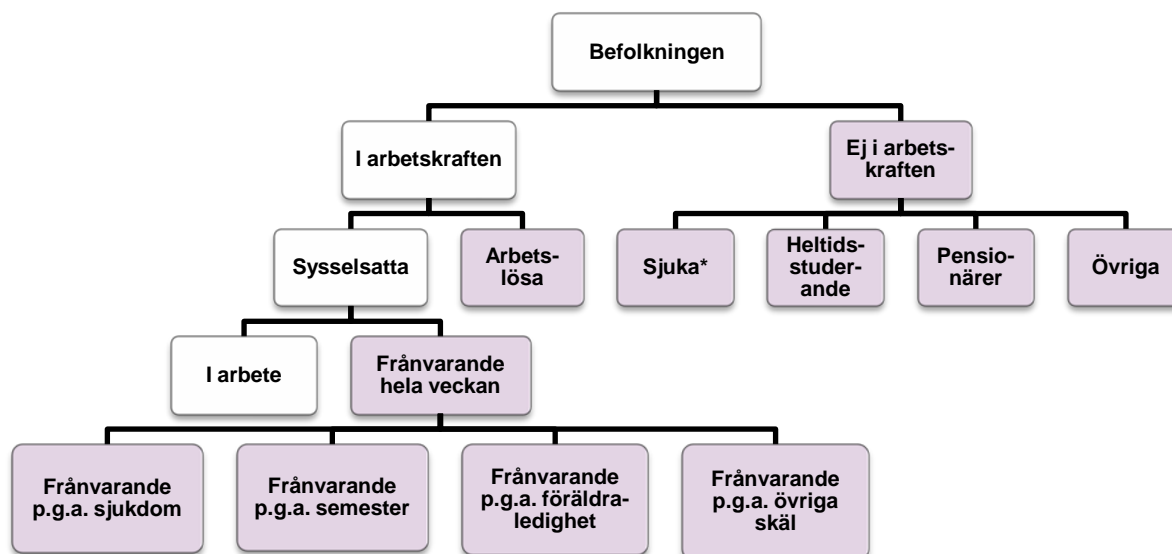 Befolkningen
I arbetskraften
Ej i arbets-
kraften
Sysselsatta
Arbets-
lösa
Sjuka*
Heltids-
studer-
ande
Pensio-
närer
Övriga
I arbete
Frånvarande
hela veckan
Frånvarande
p.g.a. sjukdom
Frånvarande
p.g.a. semester
Frånvarande
p.g.a. föräldra-
ledighet
Frånvarande
p.g.a. övriga
skäl